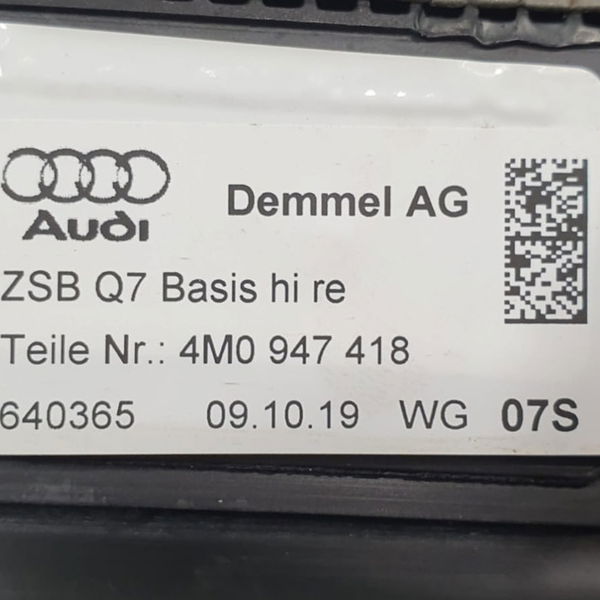 Audi
Demmel AG
ZSB Q7 Basis hi re
Teile Nr.: 4M0 947 418
640365 09.10.19 WG 07S